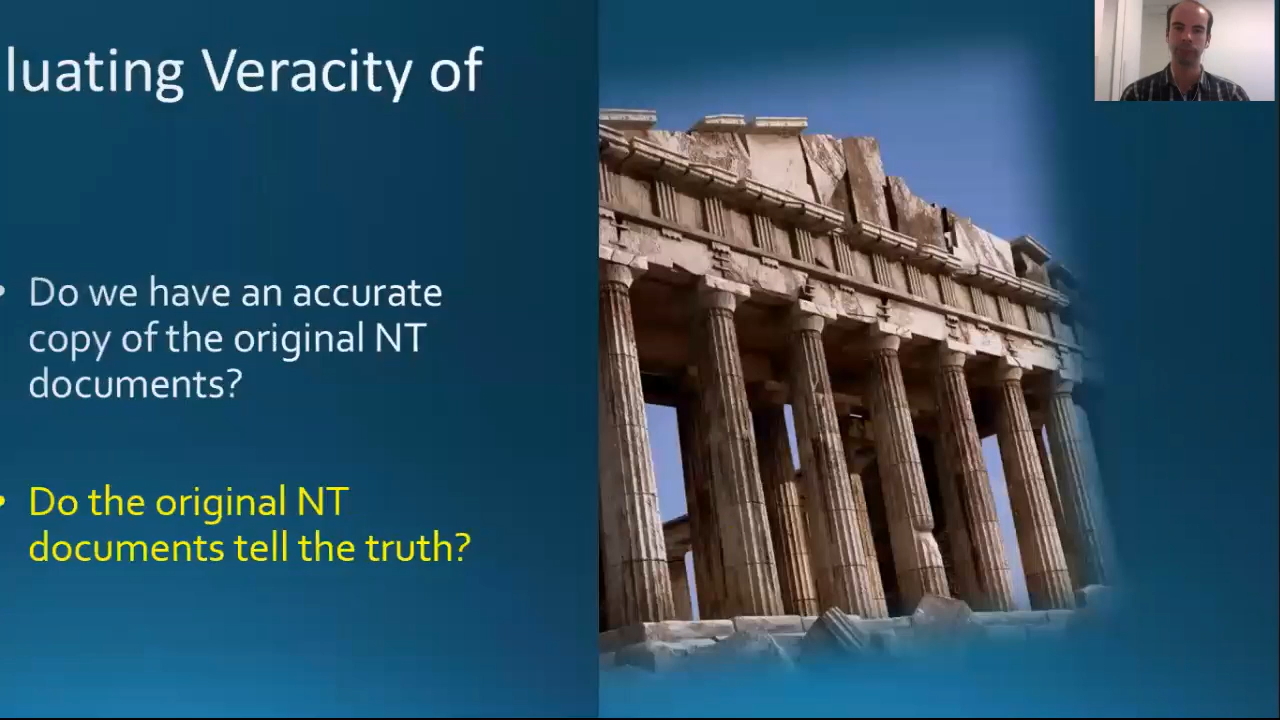 luating Veracity of
• Do we have an accurate
copy of the original NT
documents?
• Do the original NT
documents tell the truth?